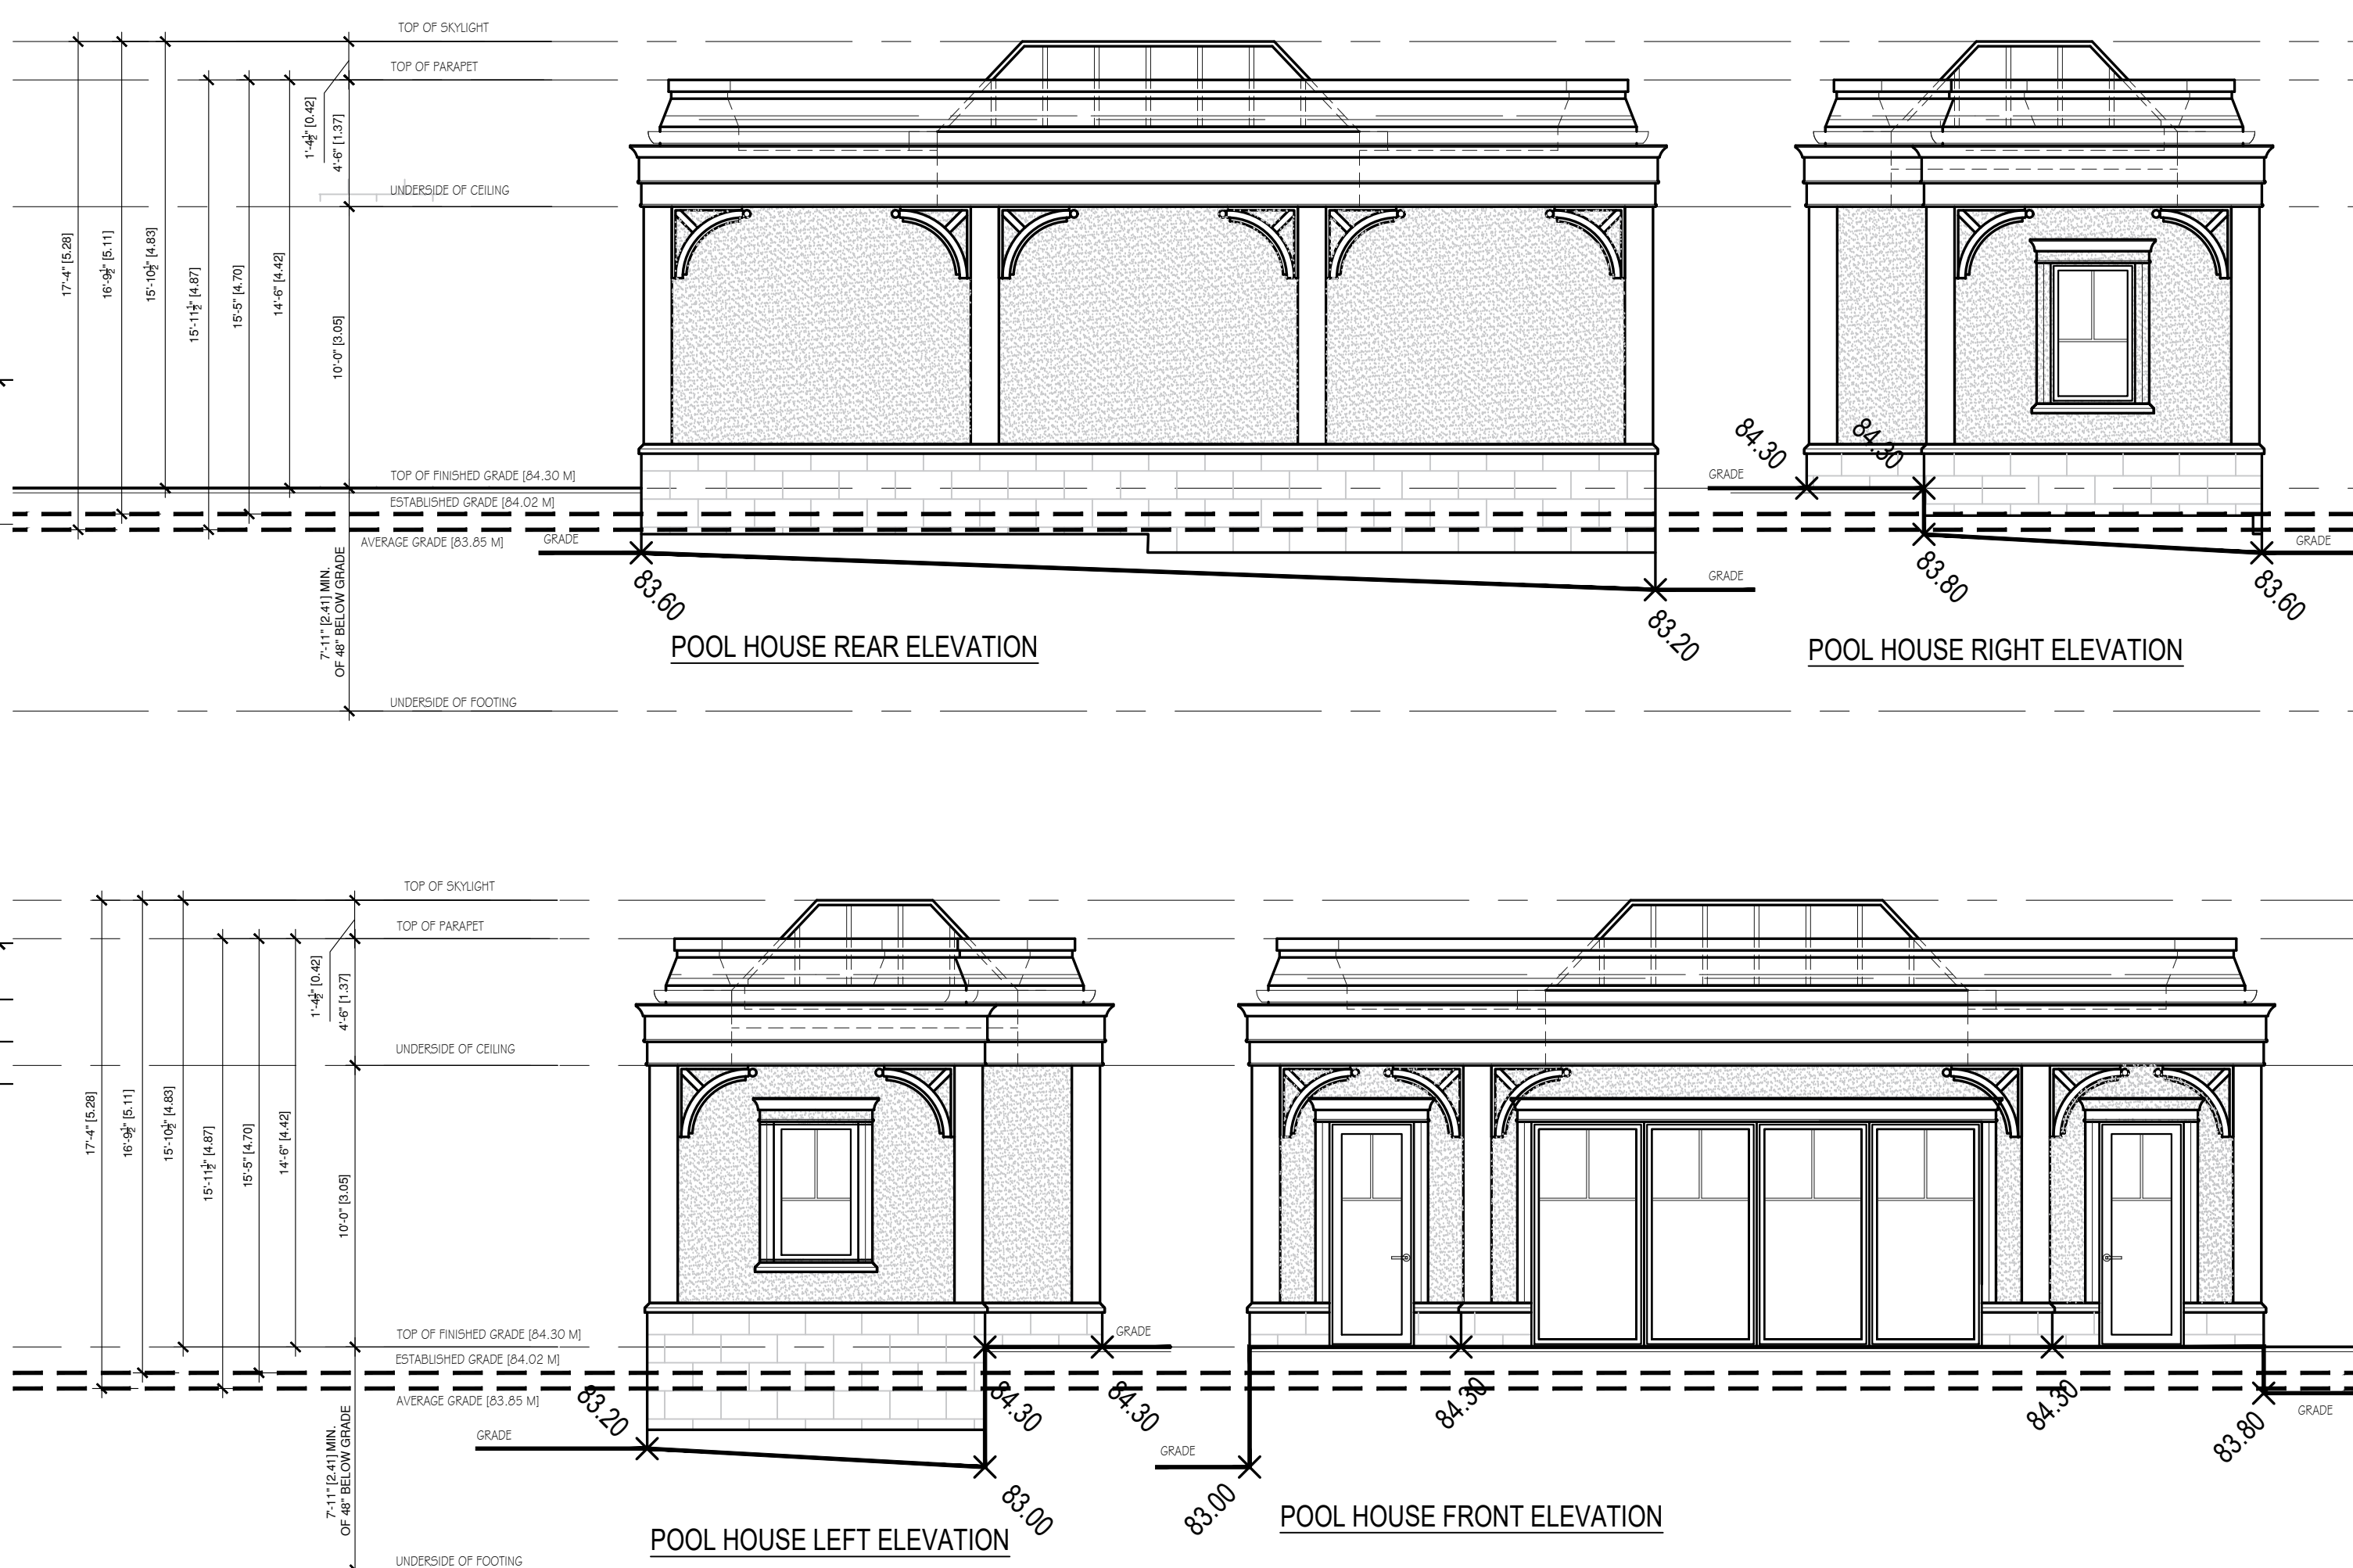 TOP OF SKYLIGHT
TOP OF PARAPET
1'-4½" [0.42]
4'-6" [1.37]
UNDERSIDE OF CEILING
17'-4" [5.28]
16'-9½" [5.11]
15'-10½" [4.83]
15'-11½" [4.87]
15'-5" [4.70]
14'-6" [4.42]
10'-0" [3.05]
TOP OF FINISHED GRADE [84.30 M]
ESTABLISHED GRADE [84.02 M]
AVERAGE GRADE [83.85 M]
7'-11" [2.41] MIN.
OF 48" BELOW GRADE
UNDERSIDE OF FOOTING
GRADE
83.60
GRADE
83.20
POOL HOUSE REAR ELEVATION
84.30
84.30
GRADE
83.80
GRADE
83.60
POOL HOUSE RIGHT ELEVATION
TOP OF SKYLIGHT
TOP OF PARAPET
1'-4½" [0.42]
4'-6" [1.37]
UNDERSIDE OF CEILING
17'-4" [5.28]
16'-9½" [5.11]
15'-10½" [4.83]
15'-11½" [4.87]
15'-5" [4.70]
14'-6" [4.42]
10'-0" [3.05]
TOP OF FINISHED GRADE [84.30 M]
ESTABLISHED GRADE [84.02 M]
AVERAGE GRADE [83.85 M]
7'-11" [2.41] MIN.
OF 48" BELOW GRADE
UNDERSIDE OF FOOTING
83.20
GRADE
84.30
84.30
GRADE
83.00
POOL HOUSE LEFT ELEVATION
GRADE
83.00
84.30
84.30
83.80
GRADE
POOL HOUSE FRONT ELEVATION